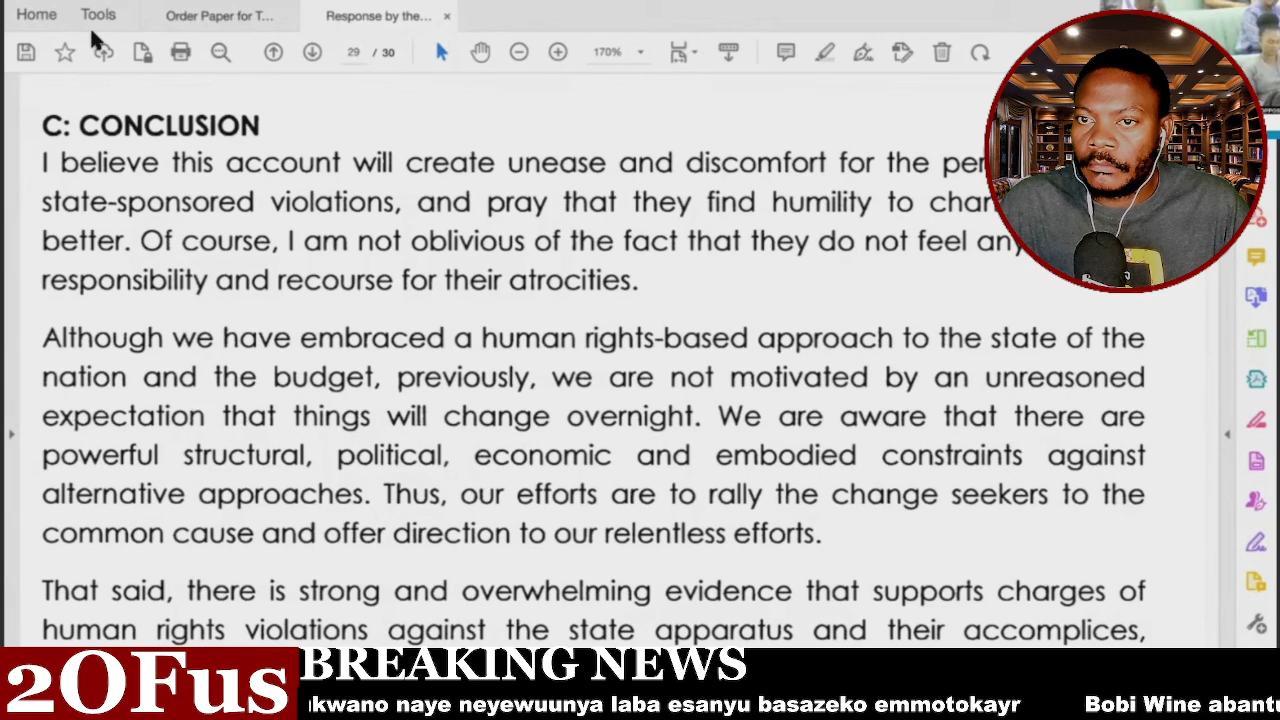 Home Tools Order Paper for T... Response by the... ×
29 / 30 170%
C: CONCLUSION
I believe this account will create urease and discomfort for the
state-sponsored violations, and pray that they find humility to
better. Of course, I am not oblivious of the fact that they do not feel
responsibility and recourse for their atrocities.
Although we have embraced a human rights-based approach to the state of the
nation and the budget, previously, we are not motivated by an unreasoned
expectation that things will change overnight. We are aware that there are
powerful structural, political, economic and embodied constraints against
alternative approaches. Thus, our efforts are to rally the change seekers to the
common cause and offer direction to our relentless efforts.
That said, there is strong and overwhelming evidence that supports charges of
human rights violations against the state apparatus and their accomplices,
2OFus
BREAKING NEWS
naye neyewuunya laba esanyu basazeko emmotokayr Bobi Wine